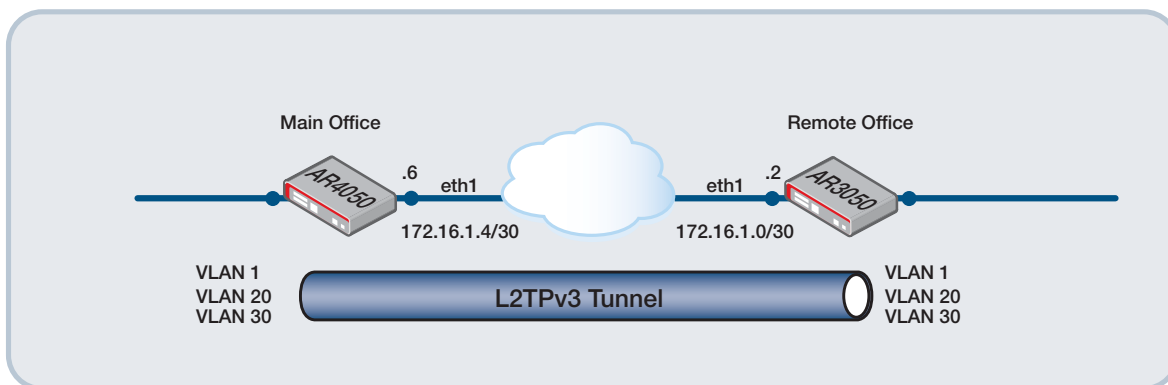 Main Office
Remote Office
AR4050
.6
eth1
eth1
.2
AR3050
172.16.1.4/30
172.16.1.0/30
VLAN 1
VLAN 20
VLAN 30
L2TPv3 Tunnel
VLAN 1
VLAN 20
VLAN 30